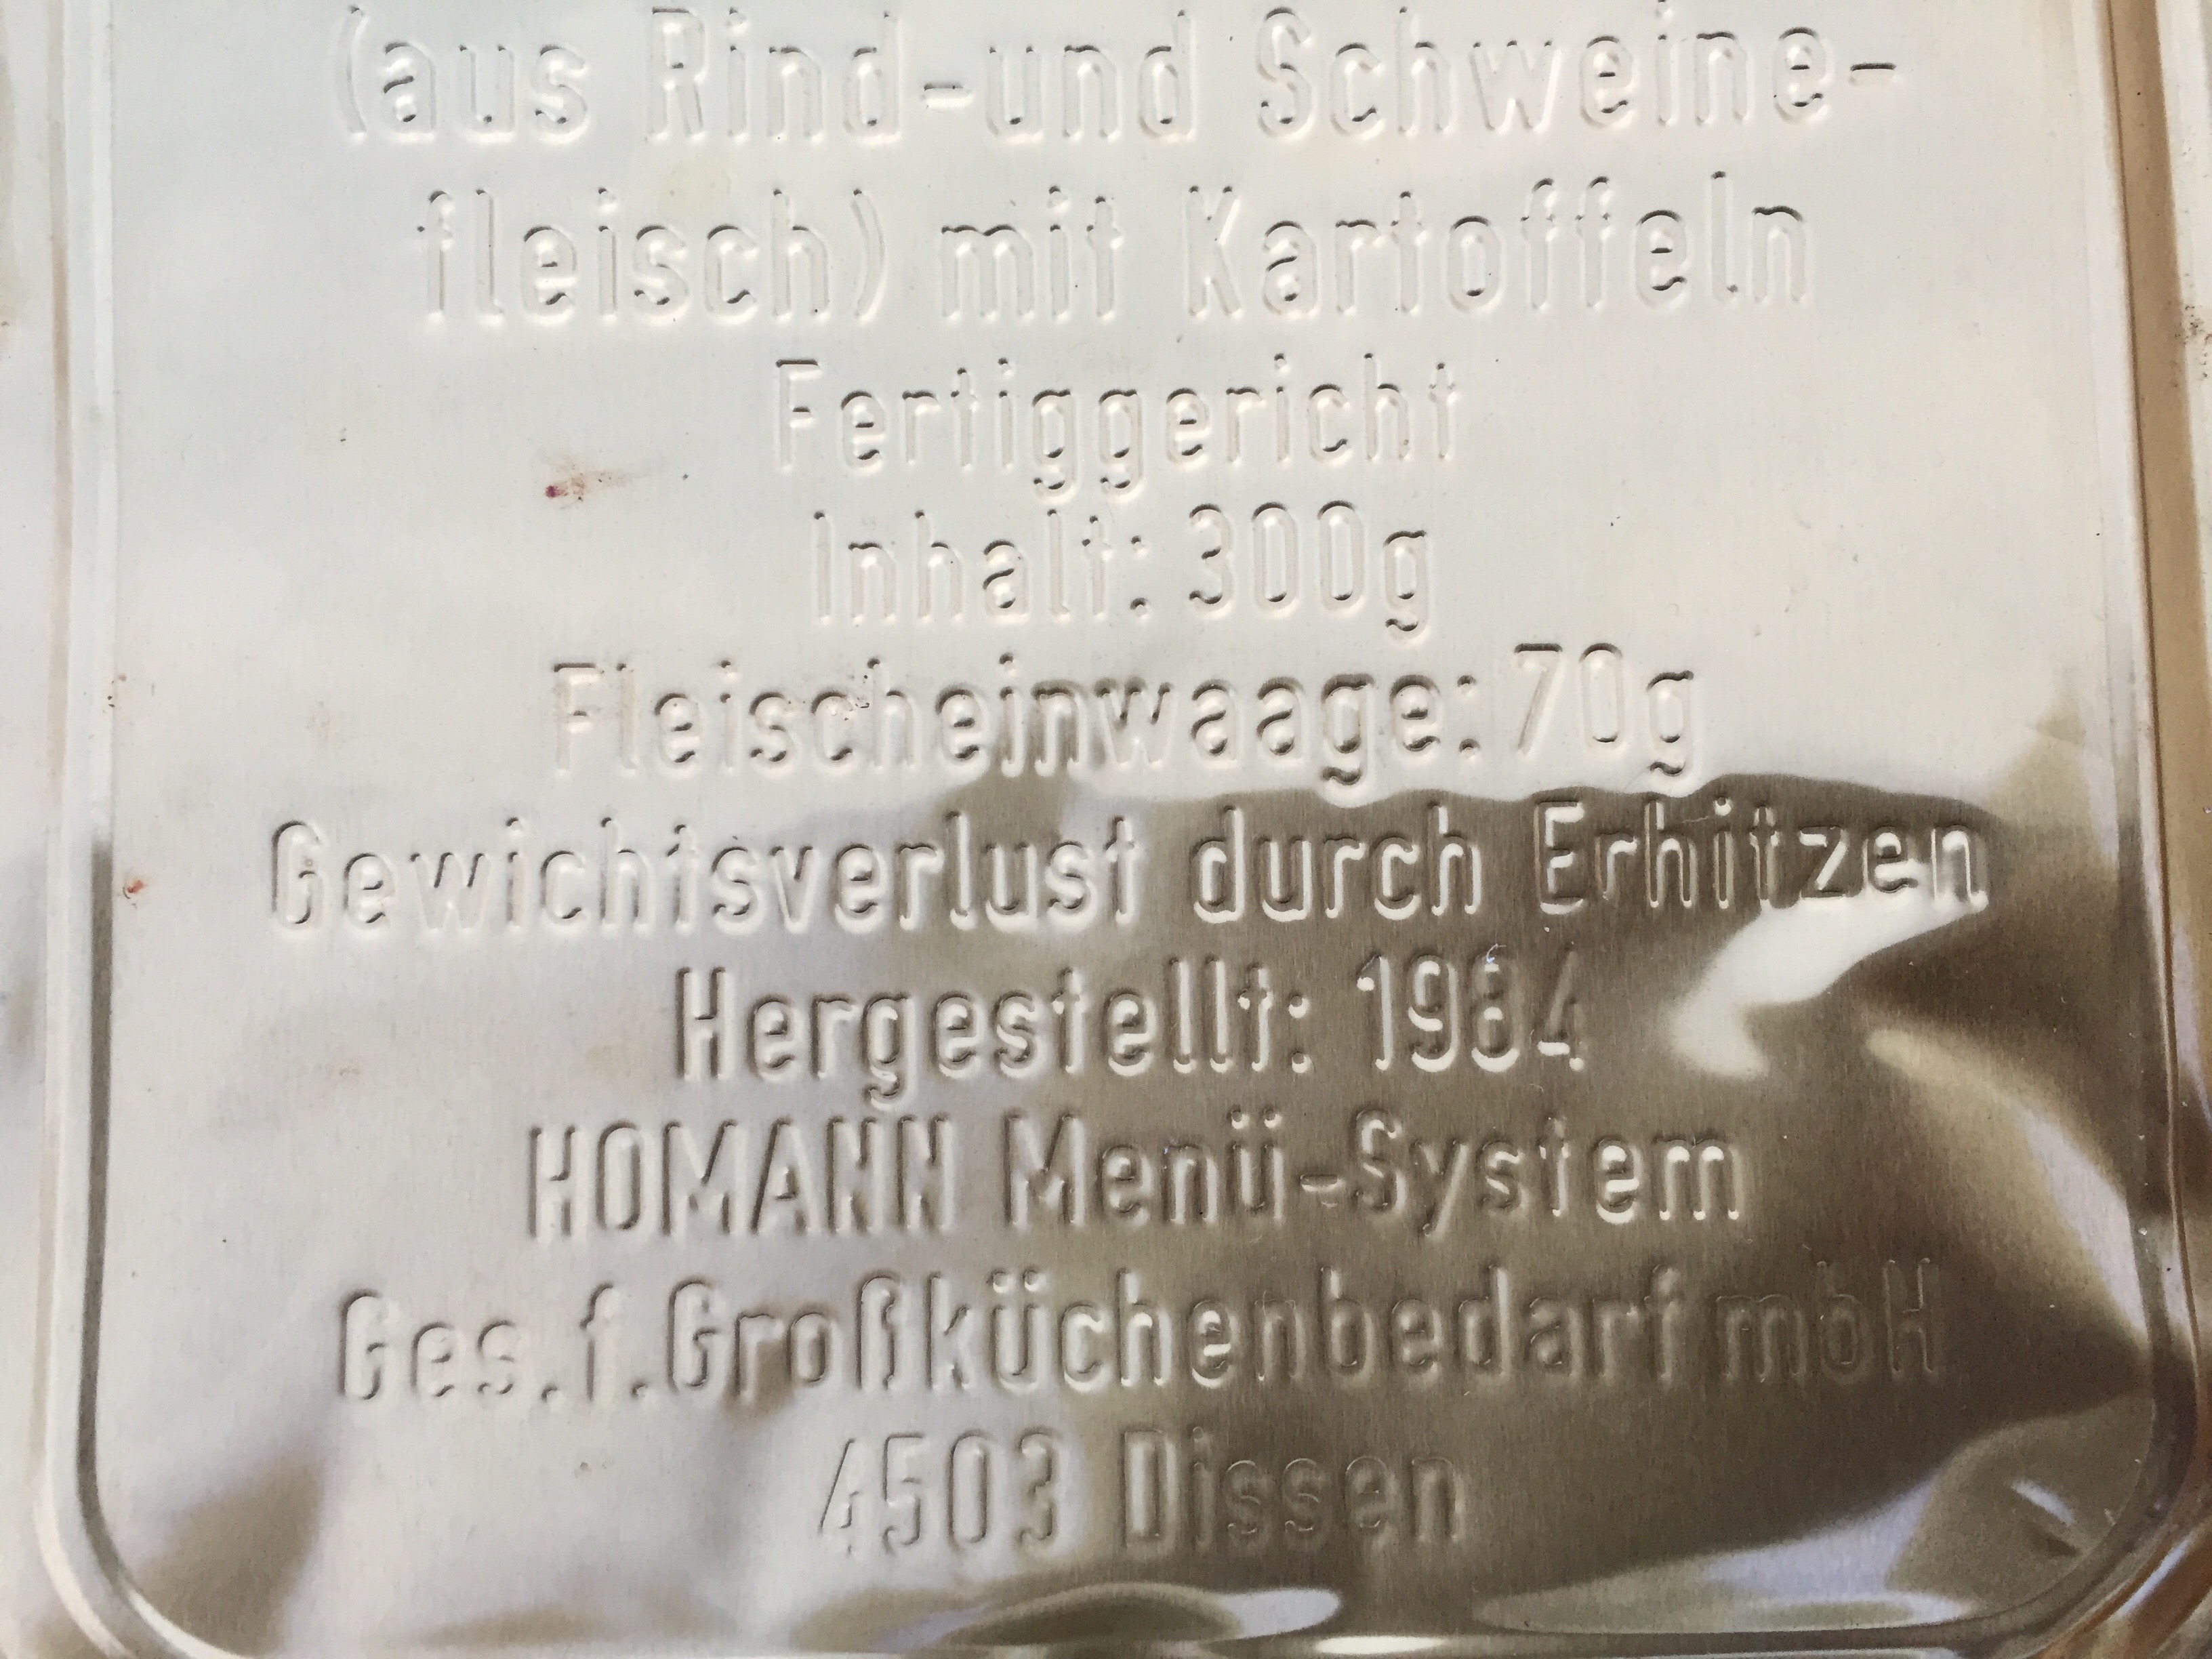 (aus Rind-und Schweine-
fleisch) mit Kartoffeln
Fertiggericht
Inhalt: 300g
Fleischeinwaage: 70g
Gewichtsverlust durch Erhitzen
Hergestellt: 1984
HOMANN Menü-System
Ges.f.Großküchenbedarf mbH
4503 Dissen